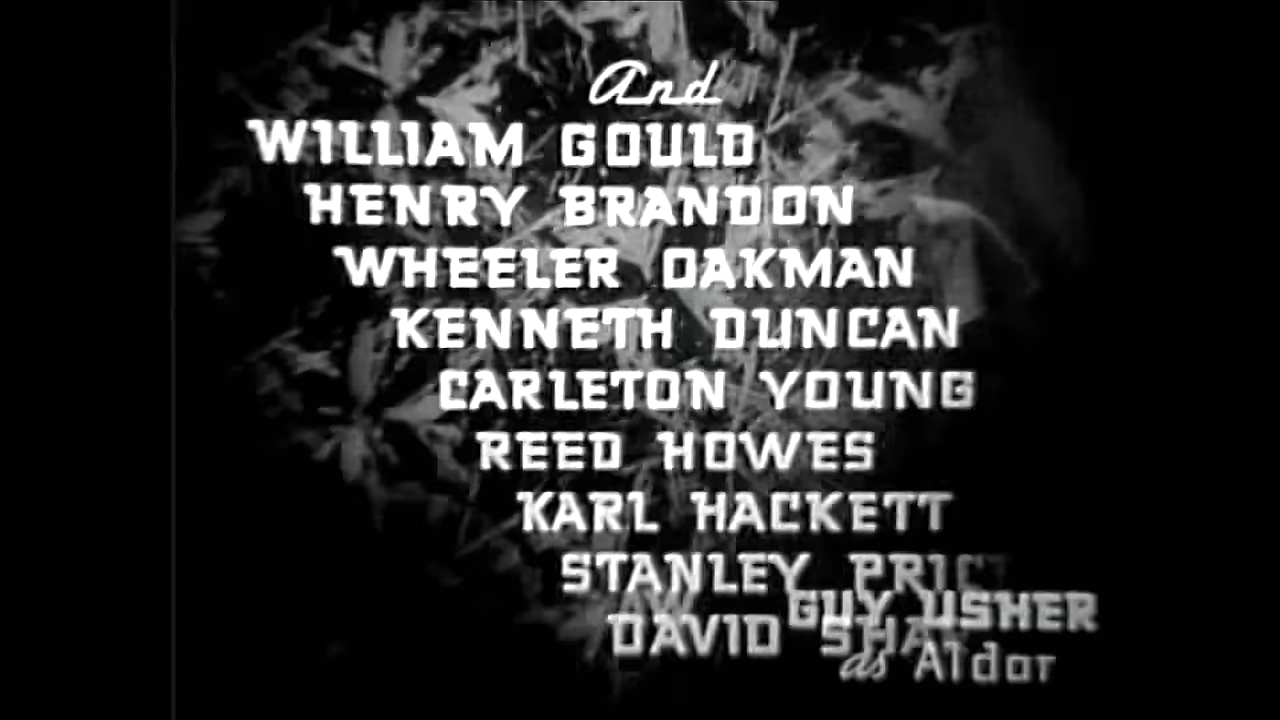 And
WILLIAM GOULD
HENRY BRANDON
WHEELER OAKMAN
KENNETH DUNCAN
CARLETON YOUNG
REED HOWES
KARL HACKETT
STANLEY
GUY USHER
DAVID
as Aldar